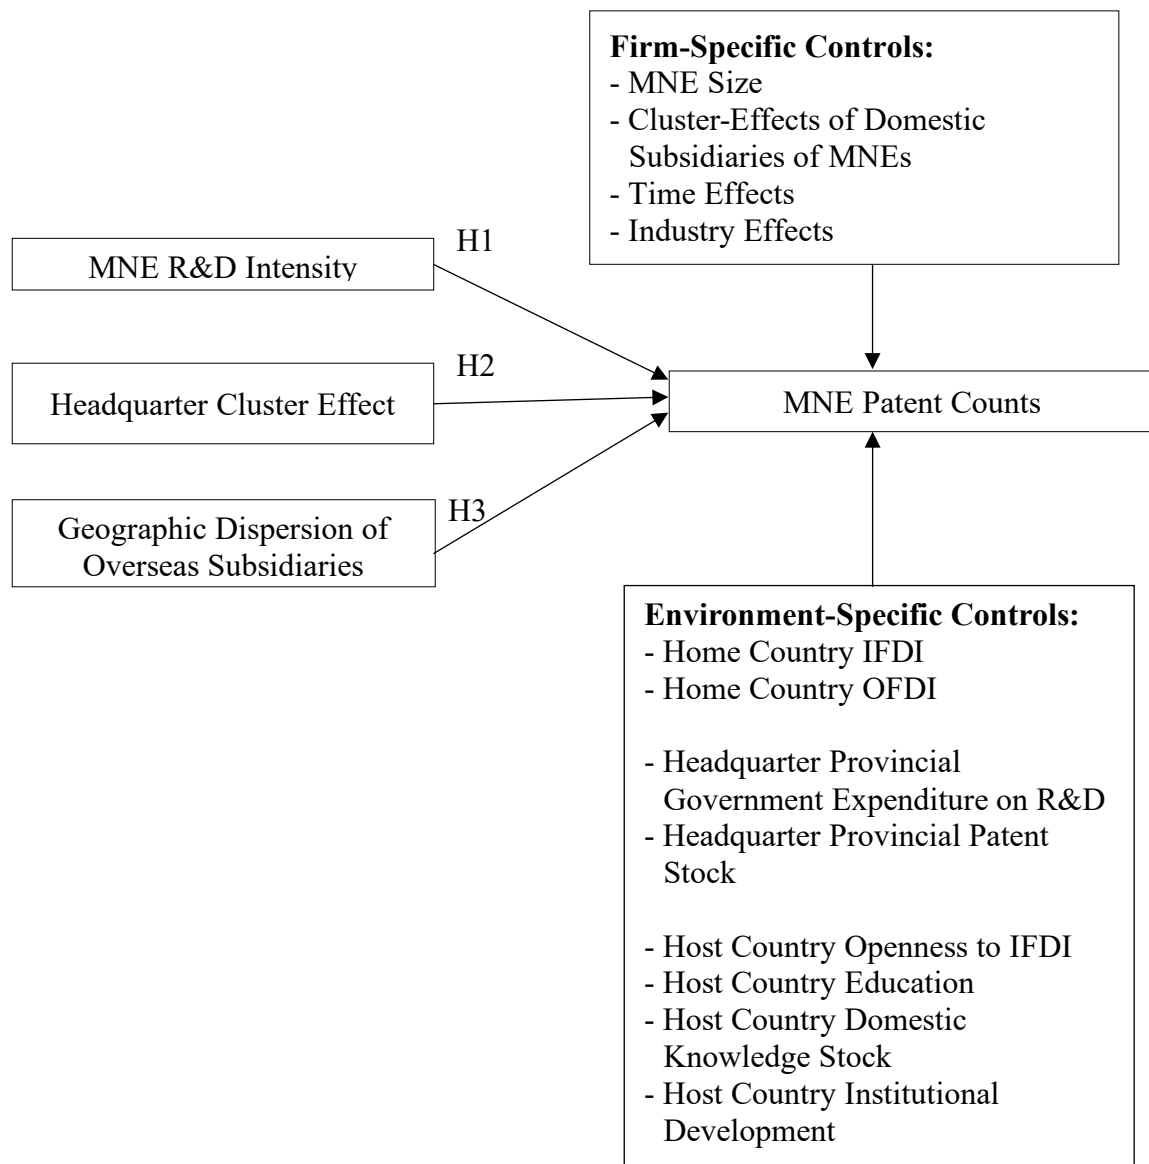 Firm-Specific Controls:
- MNE Size
- Cluster-Effects of Domestic
Subsidiaries of MNEs
- Time Effects
- Industry Effects
H1
MNE R&D Intensity
H2
Headquarter Cluster Effect
MNE Patent Counts
H3
Geographic Dispersion of
Overseas Subsidiaries
Environment-Specific Controls:
- Home Country IFDI
- Home Country OFDI
- Headquarter Provincial
Government Expenditure on R&D
- Headquarter Provincial Patent
Stock
- Host Country Openness to IFDI
- Host Country Education
- Host Country Domestic
Knowledge Stock
- Host Country Institutional
Development